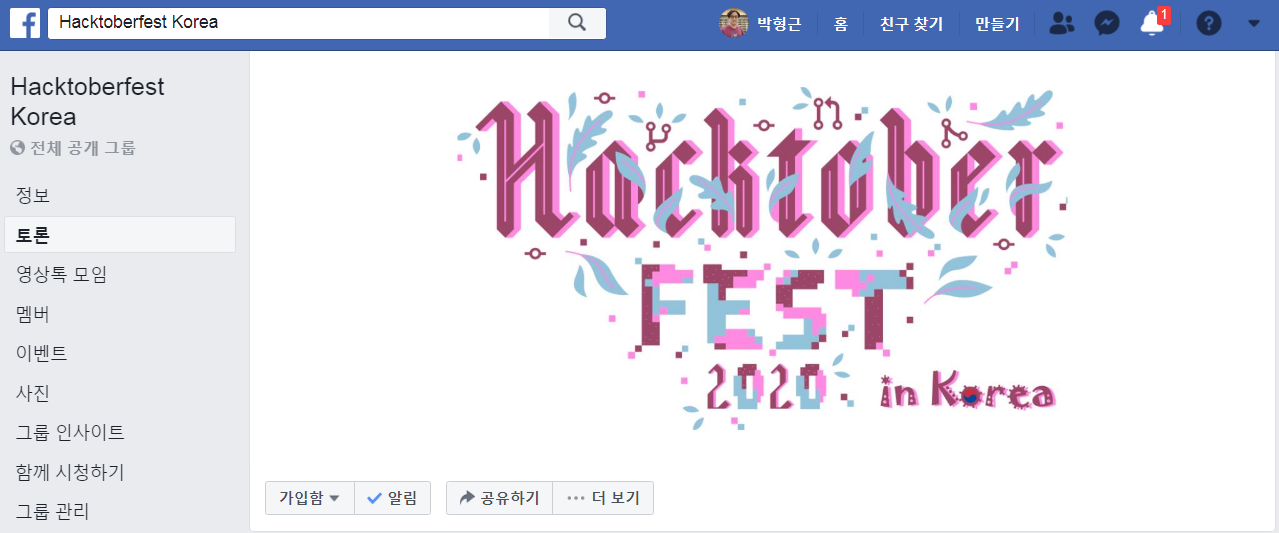 Hacktoberfest Korea
박형근
홈
친구 찾기
만들기
1
Hacktoberfest
Korea
전체 공개 그룹
정보
토론
영상톡 모임
멤버
이벤트
사진
그룹 인사이트
함께 시청하기
그룹 관리
Hacktober
FEST
2020 in Korea
가입함
알림
공유하기
더 보기